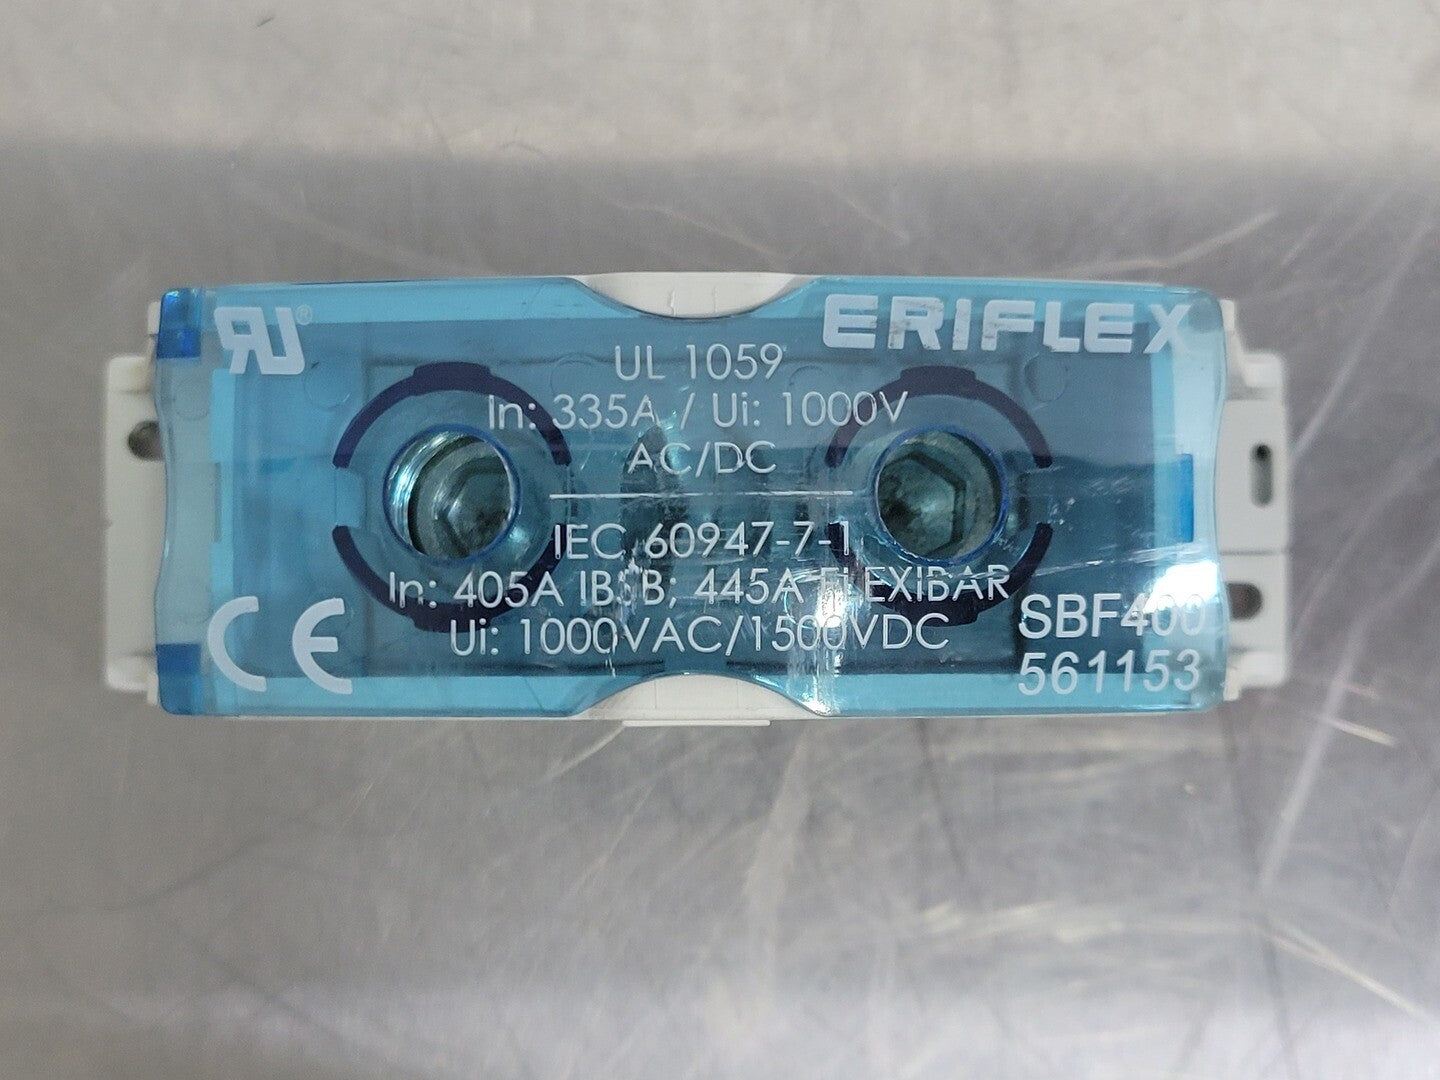 RU®
ERIFLEX
UL 1059
In: 335A / Ui: 1000V
AC/DC
IEC 60947-7-1
In: 405A IBSB; 445A FLEXIBAR
Ui: 1000VAC/1500VDC
CE
SBF400
561153